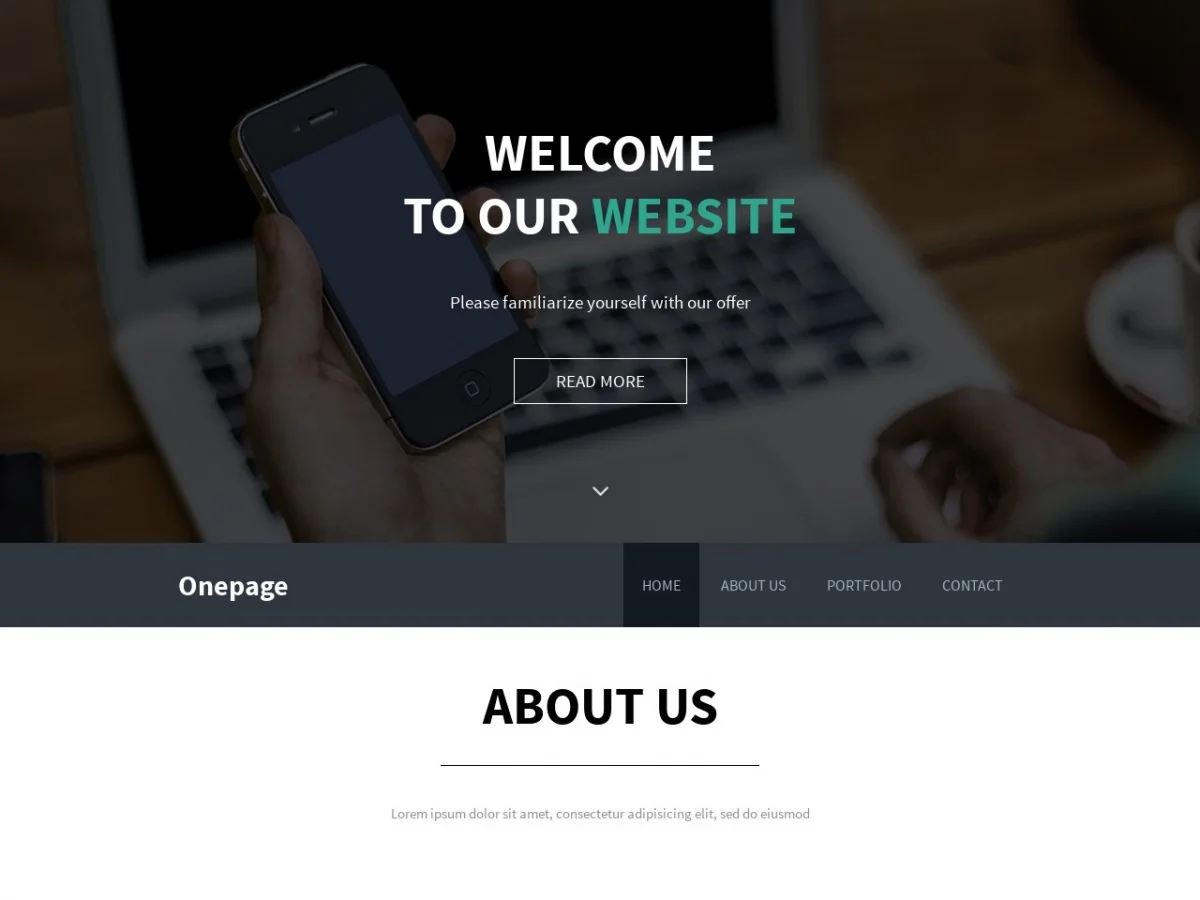 WELCOME
TO OUR WEBSITE
Please familiarize yourself with our offer
READ MORE
Onepage
HOME
ABOUT US
PORTFOLIO
CONTACT
ABOUT US
Lorem ipsum dolor sit amet, consectetur adipisicing elit, sed do eiusmod